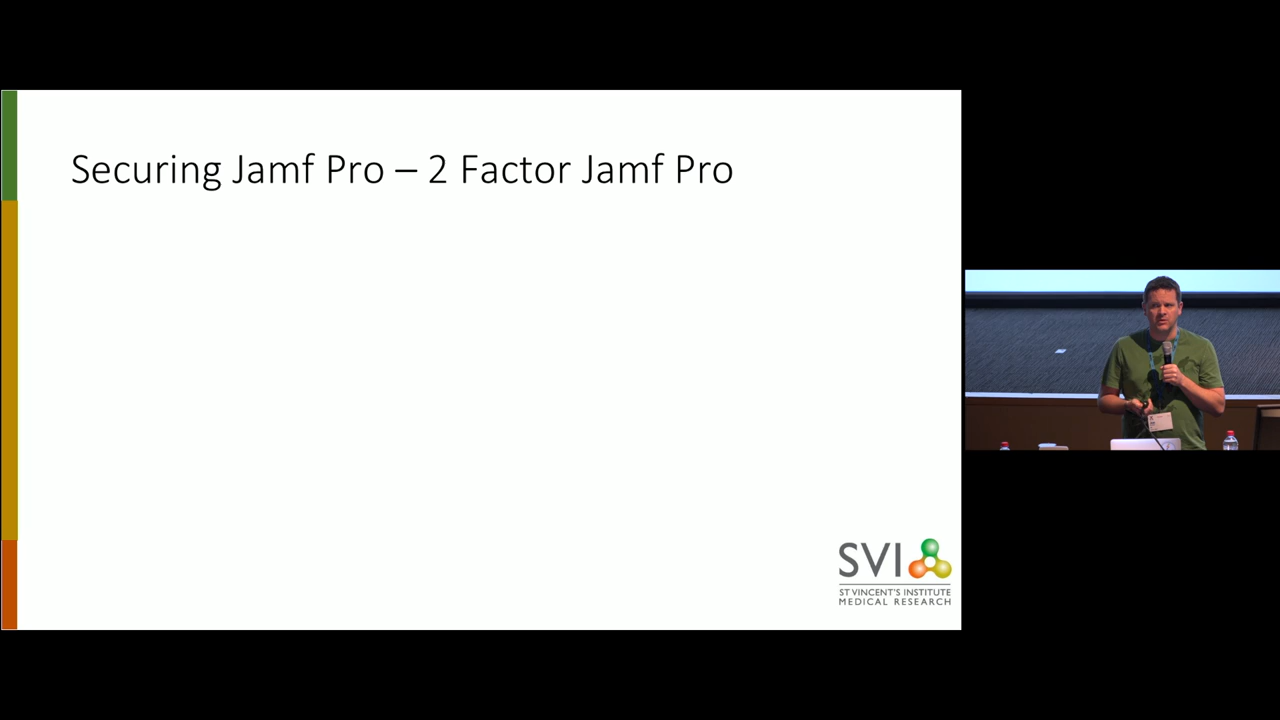 Securing Jamf Pro – 2 Factor Jamf Pro
SVI
ST VINCENT'S INSTITUTE
MEDICAL RESEARCH